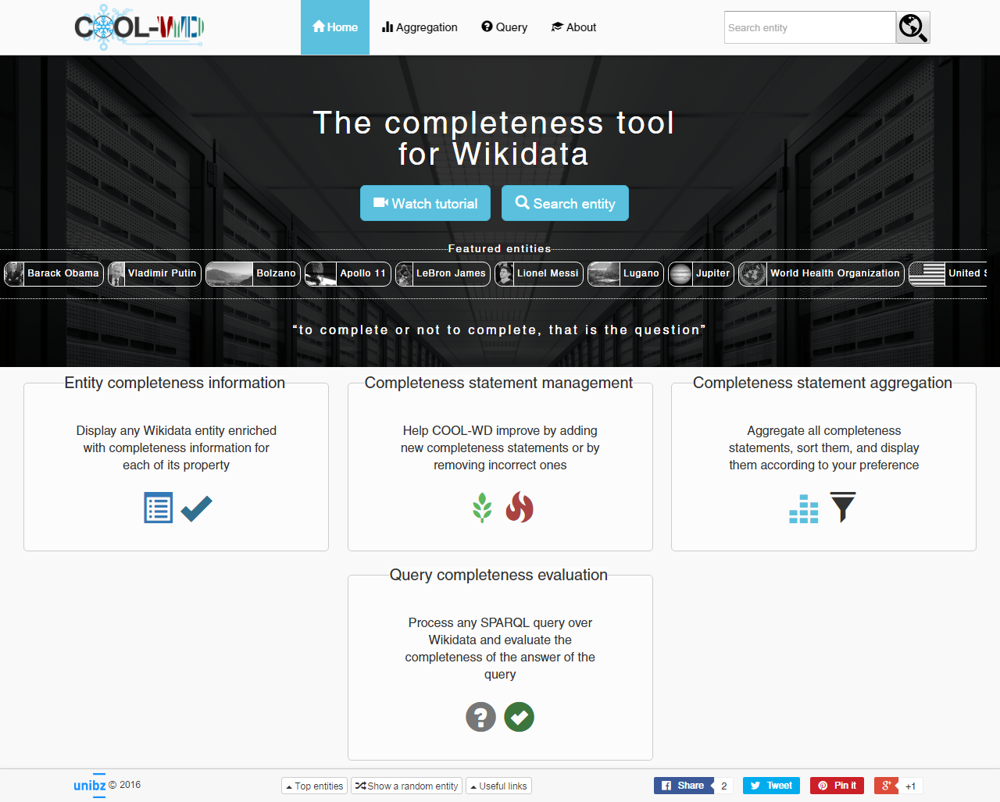 COOL-WD
Home
Aggregation
Query
About
Search entity
The completeness tool
for Wikidata
Watch tutorial
Search entity
Featured entities
Barack Obama
Vladimir Putin
Bolzano
Apollo 11
LeBron James
Lionel Messi
Lugano
Jupiter
World Health Organization
United S
“to complete or not to complete, that is the question”
Entity completeness information
Display any Wikidata entity enriched
with completeness information for
each of its property
Completeness statement management
Help COOL-WD improve by adding
new completeness statements or by
removing incorrect ones
Completeness statement aggregation
Aggregate all completeness
statements, sort them, and display
them according to your preference
Query completeness evaluation
Process any SPARQL query over
Wikidata and evaluate the
completeness of the answer of the
query
unibz © 2016
Top entities
Show a random entity
Useful links
Share
2
Tweet
Pin it
g+
+1